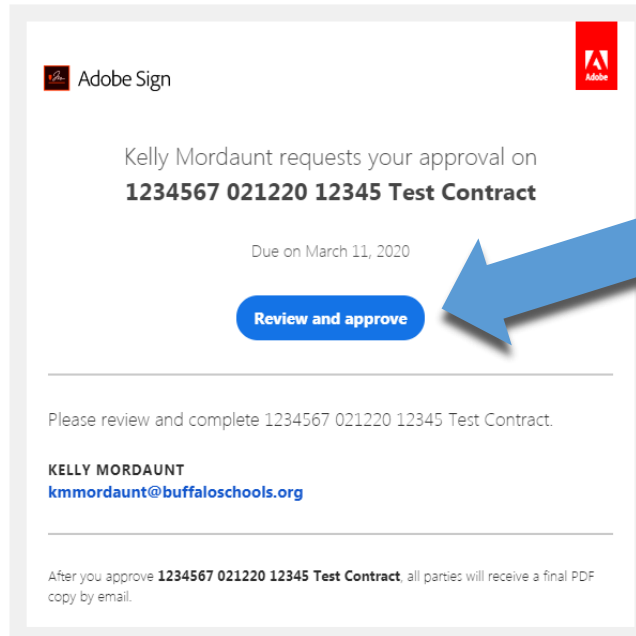 Adobe Sign
Adobe
Kelly Mordaunt requests your approval on
1234567 021220 12345 Test Contract
Due on March 11, 2020
Review and approve
Please review and complete 1234567 021220 12345 Test Contract.
KELLY MORDAUNT
kmmordaunt@buffaloschools.org
After you approve 1234567 021220 12345 Test Contract, all parties will receive a final PDF
copy by email.